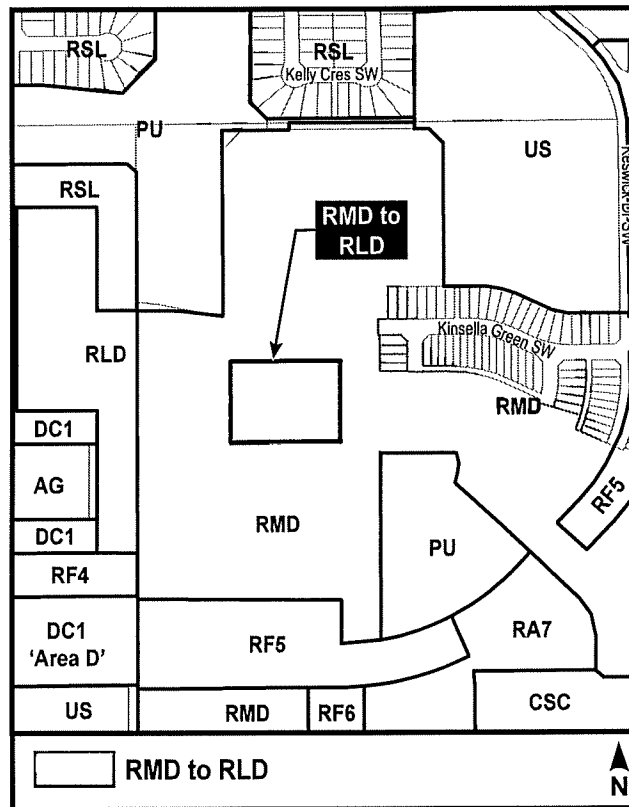 RSL
RSL
Kelly Cres SW
PU
US
Keswick Dr SW
RSL
RMD to
RLD
Kinsella Green SW
RLD
RMD
DC1
AG
RF5
DC1
RMD
PU
RF4
RA7
DC1
'Area D'
RF5
US
RMD
RF6
CSC
RMD to RLD
N